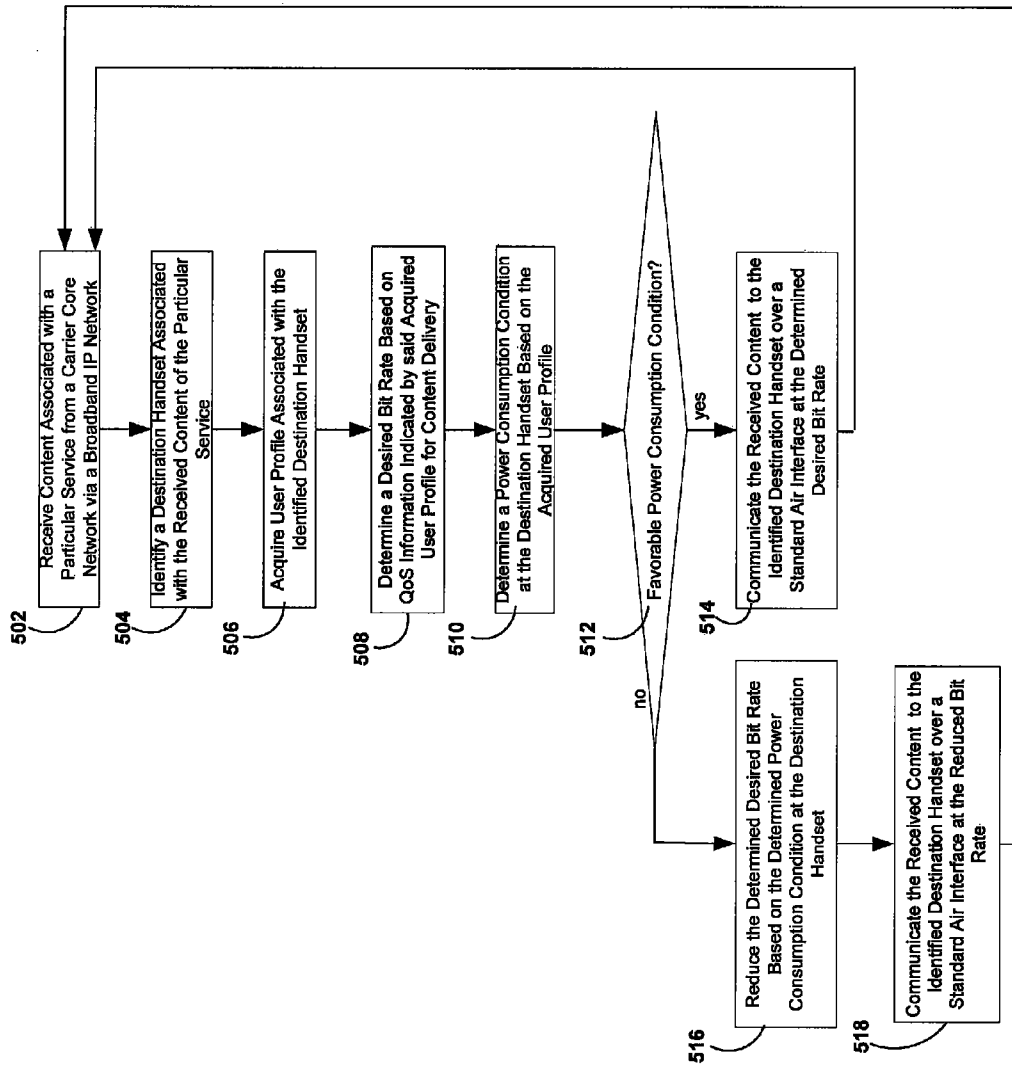 Receive Content Associated with a
Particular Service from a Carrier Core
Network via a Broadband IP Network
502
Identify a Destination Handset Associated
with the Received Content of the Particular
Service
504
Acquire User Profile Associated with the
Identified Destination Handset
506
Determine a Desired Bit Rate Based on
QoS Information Indicated by said Acquired
User Profile for Content Delivery
508
Determine a Power Consumption Condition
at the Destination Handset Based on the
Acquired User Profile
510
Favorable Power Consumption Condition?
512
yes
no
Communicate the Received Content to the
Identified Destination Handset over a
Standard Air Interface at the Determined
Desired Bit Rate
514
Reduce the Determined Desired Bit Rate
Based on the Determined Power
Consumption Condition at the Destination
Handset
516
Communicate the Received Content to the
Identified Destination Handset over a
Standard Air Interface at the Reduced Bit
Rate
518